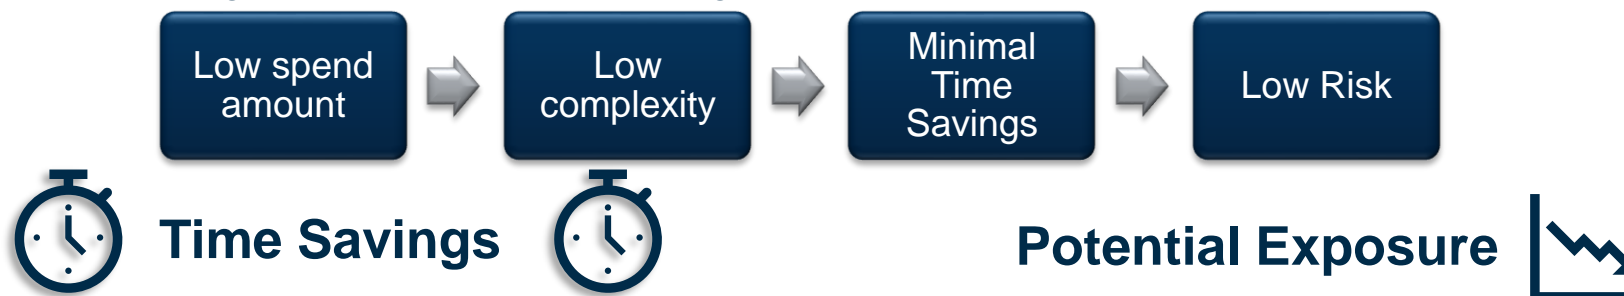 Low spend
amount
Low
complexity
Minimal
Time
Savings
Low Risk
Time Savings
Potential Exposure